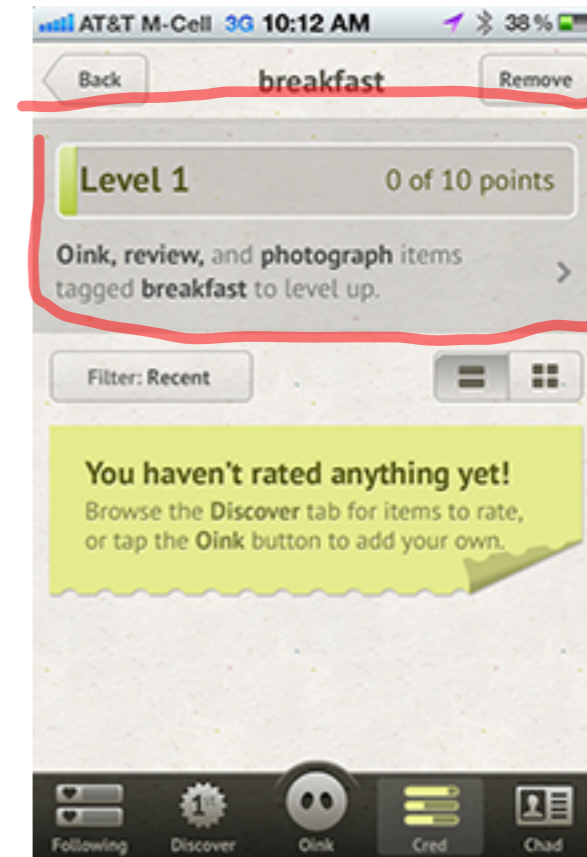 AT&T M-Cell 3G 10:12 AM 38%
Back breakfast Remove
Level 1 0 of 10 points
Oink, review, and photograph items
tagged breakfast to level up.
Filter: Recent
You haven't rated anything yet!
Browse the Discover tab for items to rate,
or tap the Oink button to add your own.
1st
Following Discover Oink Cred Chad